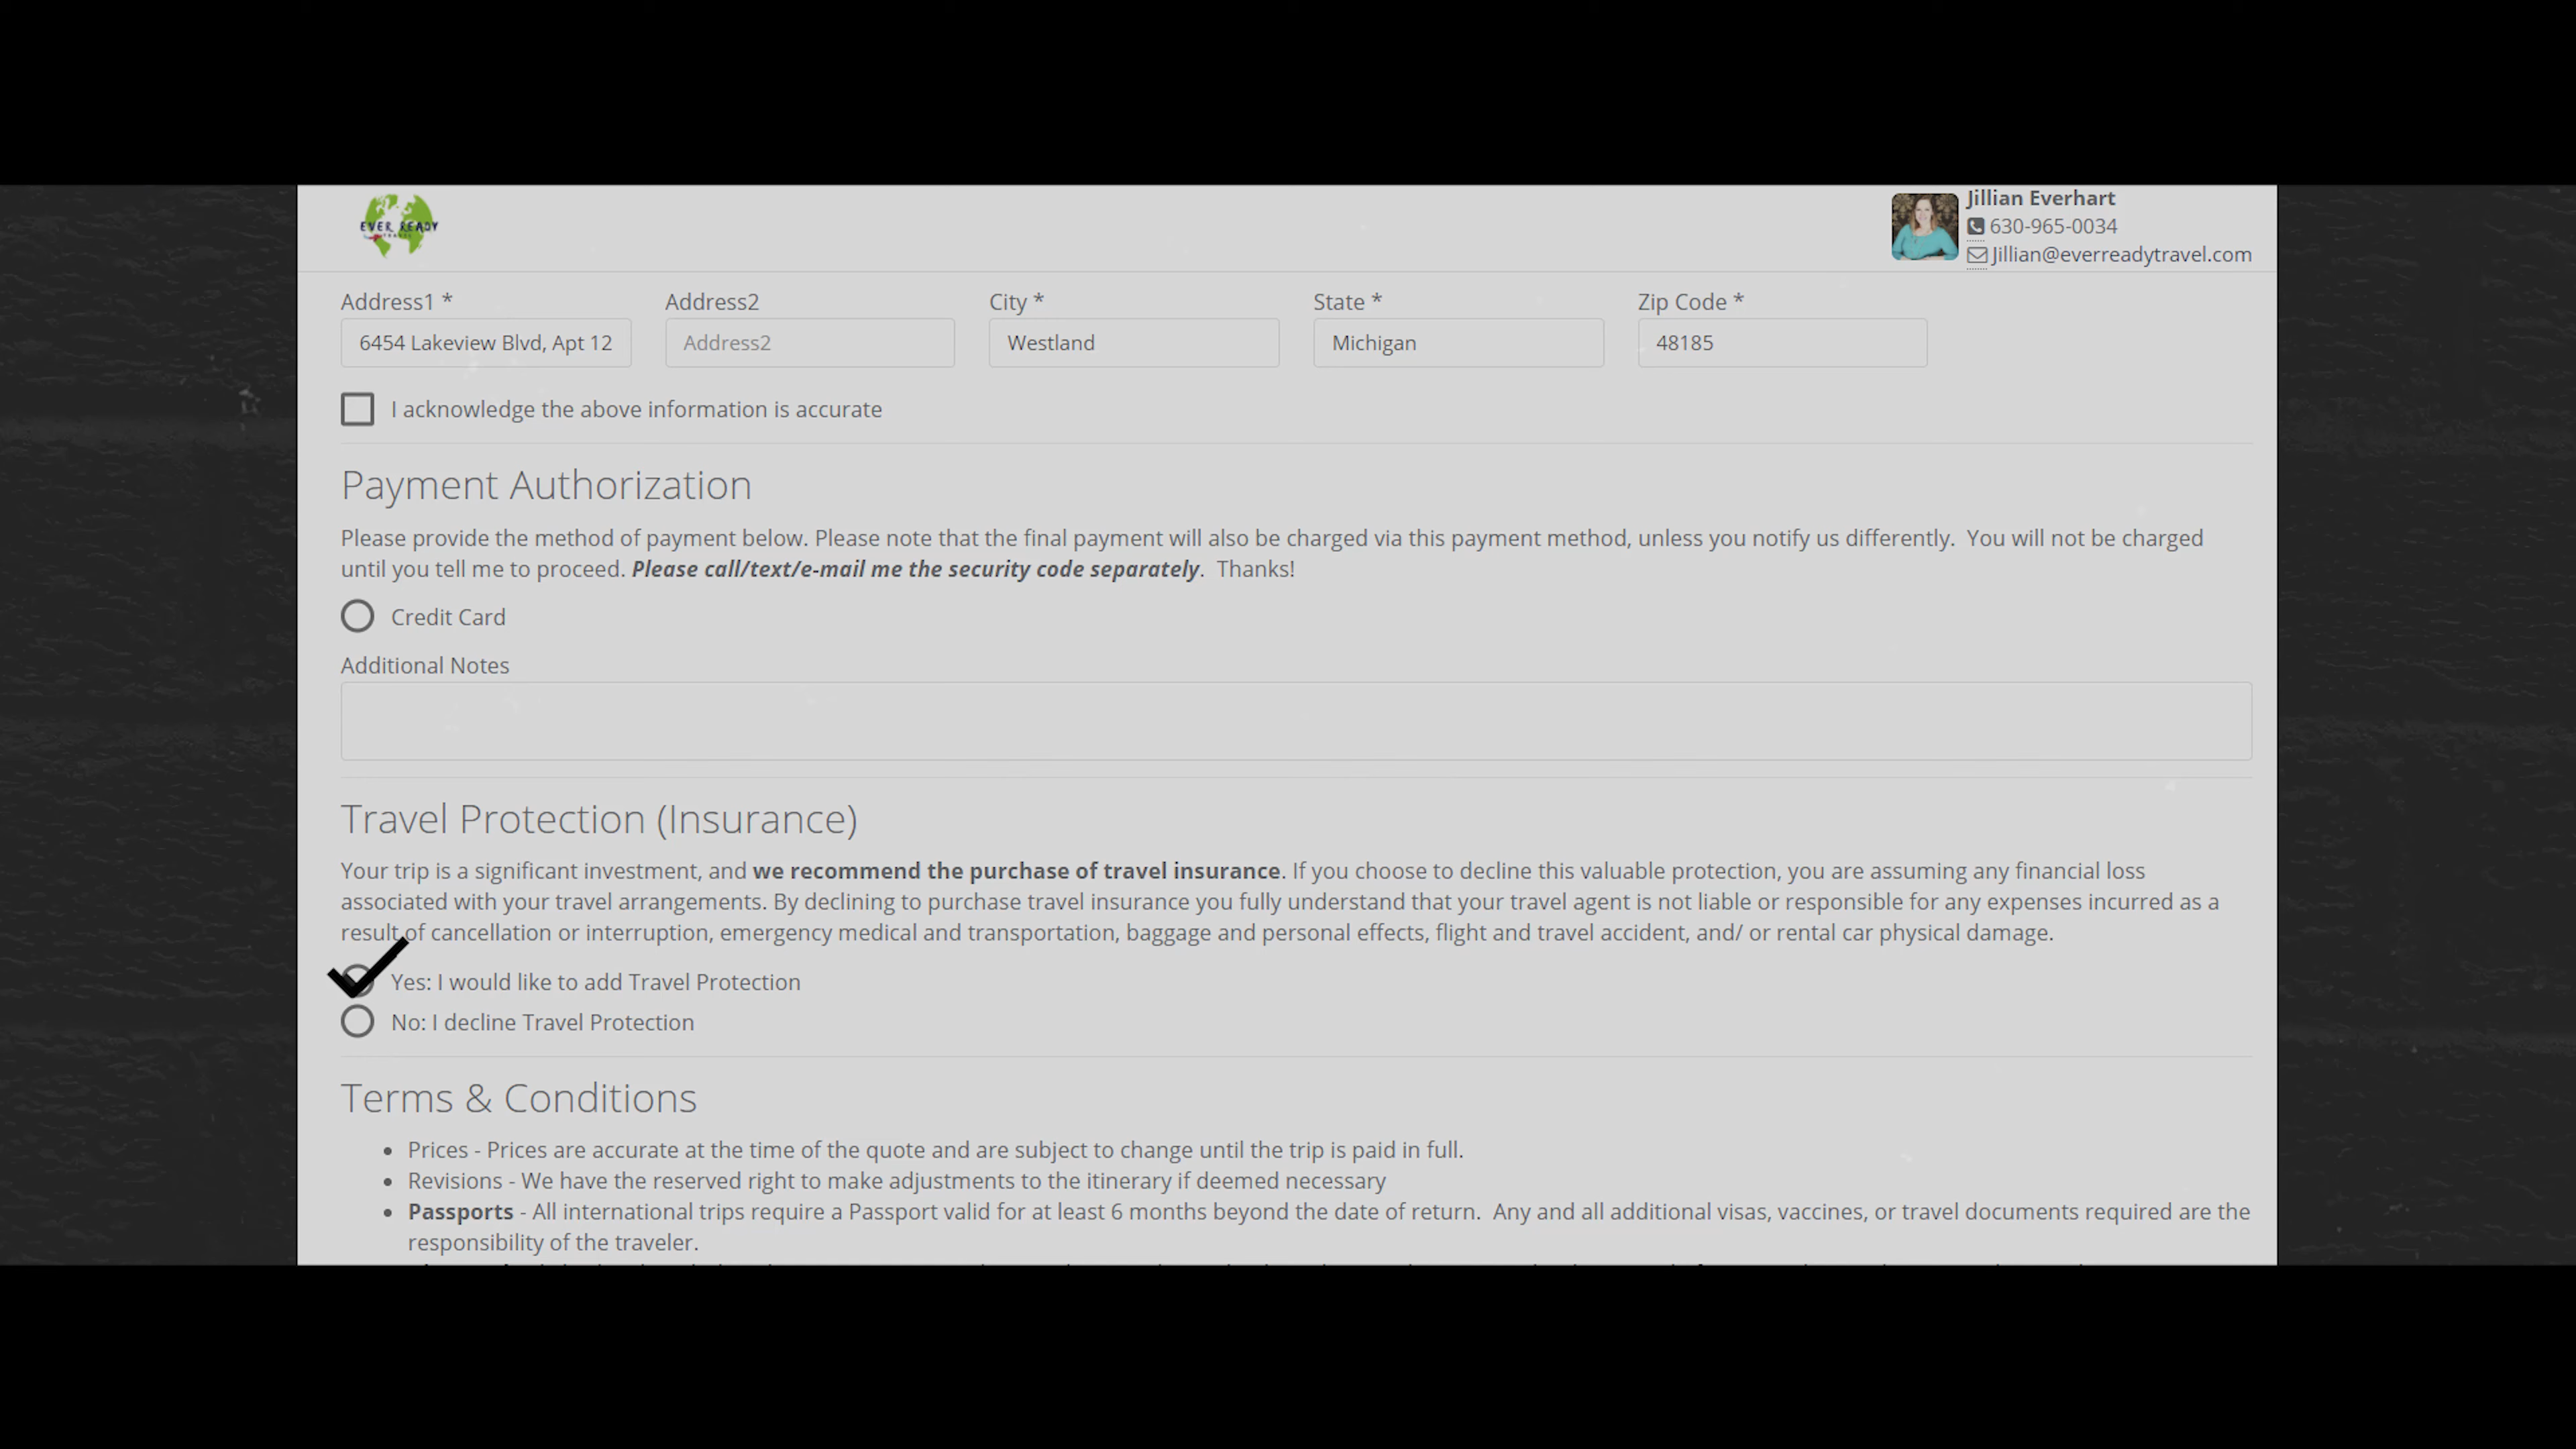 EVER READY
TRAVEL
Jillian Everhart
630-965-0034
Jillian@everreadytravel.com
Address1 *
Address2
City *
State *
Zip Code *
6454 Lakeview Blvd, Apt 12
Address2
Westland
Michigan
48185
I acknowledge the above information is accurate
Payment Authorization
Please provide the method of payment below. Please note that the final payment will also be charged via this payment method, unless you notify us differently. You will not be charged
until you tell me to proceed. Please call/text/e-mail me the security code separately. Thanks!
Credit Card
Additional Notes
Travel Protection (Insurance)
Your trip is a significant investment, and we recommend the purchase of travel insurance. If you choose to decline this valuable protection, you are assuming any financial loss
associated with your travel arrangements. By declining to purchase travel insurance you fully understand that your travel agent is not liable or responsible for any expenses incurred as a
result of cancellation or interruption, emergency medical and transportation, baggage and personal effects, flight and travel accident, and/ or rental car physical damage.
Yes: I would like to add Travel Protection
No: I decline Travel Protection
Terms & Conditions
• Prices - Prices are accurate at the time of the quote and are subject to change until the trip is paid in full.
• Revisions - We have the reserved right to make adjustments to the itinerary if deemed necessary
• Passports - All international trips require a Passport valid for at least 6 months beyond the date of return. Any and all additional visas, vaccines, or travel documents required are the
responsibility of the traveler.